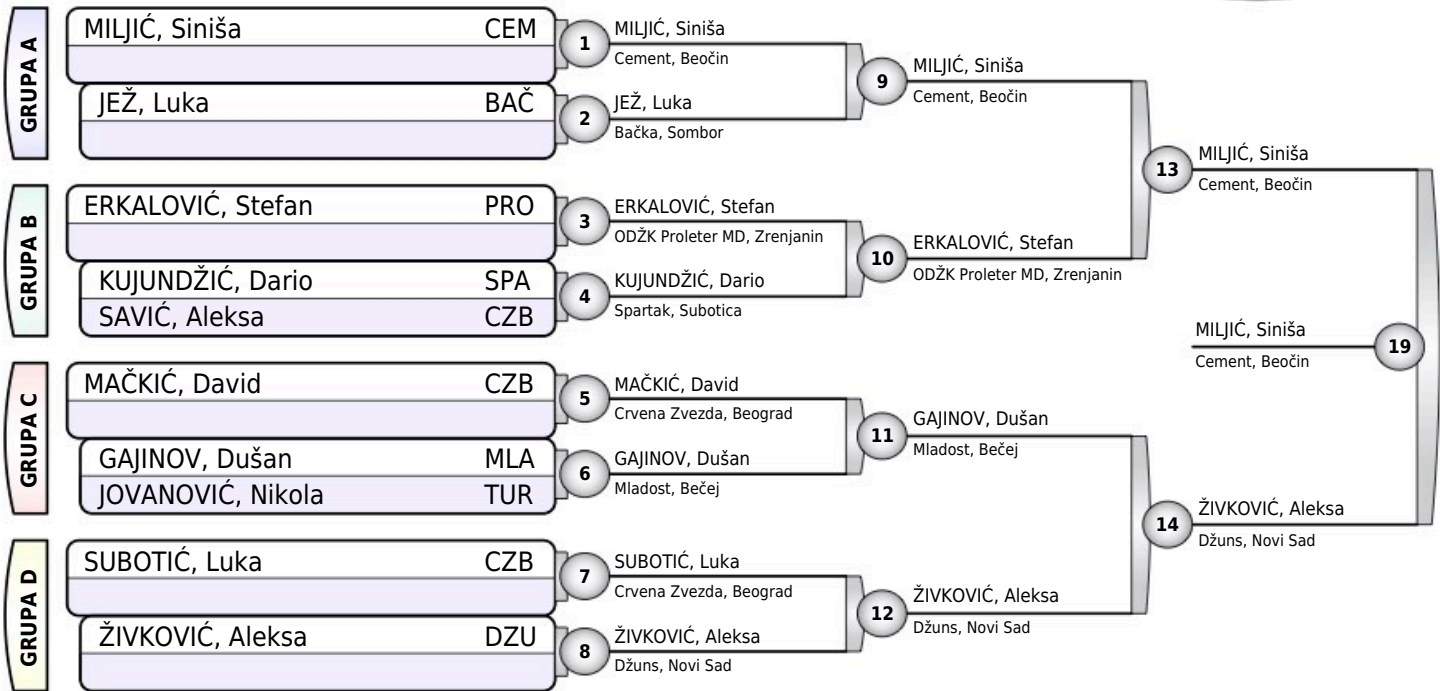 GRUPA A
MILJIĆ, Siniša CEM
JEŽ, Luka BAČ
1
MILJIĆ, Siniša
Cement, Beočin
2
JEŽ, Luka
Bačka, Sombor
9
MILJIĆ, Siniša
Cement, Beočin
GRUPA B
ERKALOVIĆ, Stefan PRO
KUJUNDŽIĆ, Dario SPA
SAVIĆ, Aleksa CZB
3
ERKALOVIĆ, Stefan
ODŽK Proleter MD, Zrenjanin
4
KUJUNDŽIĆ, Dario
Spartak, Subotica
10
ERKALOVIĆ, Stefan
ODŽK Proleter MD, Zrenjanin
13
MILJIĆ, Siniša
Cement, Beočin
GRUPA C
MAČKIĆ, David CZB
GAJINOV, Dušan MLA
JOVANOVIĆ, Nikola TUR
5
MAČKIĆ, David
Crvena Zvezda, Beograd
6
GAJINOV, Dušan
Mladost, Bečej
11
GAJINOV, Dušan
Mladost, Bečej
GRUPA D
SUBOTIĆ, Luka CZB
ŽIVKOVIĆ, Aleksa DZU
7
SUBOTIĆ, Luka
Crvena Zvezda, Beograd
8
ŽIVKOVIĆ, Aleksa
Džuns, Novi Sad
12
ŽIVKOVIĆ, Aleksa
Džuns, Novi Sad
14
ŽIVKOVIĆ, Aleksa
Džuns, Novi Sad
MILJIĆ, Siniša
Cement, Beočin
19